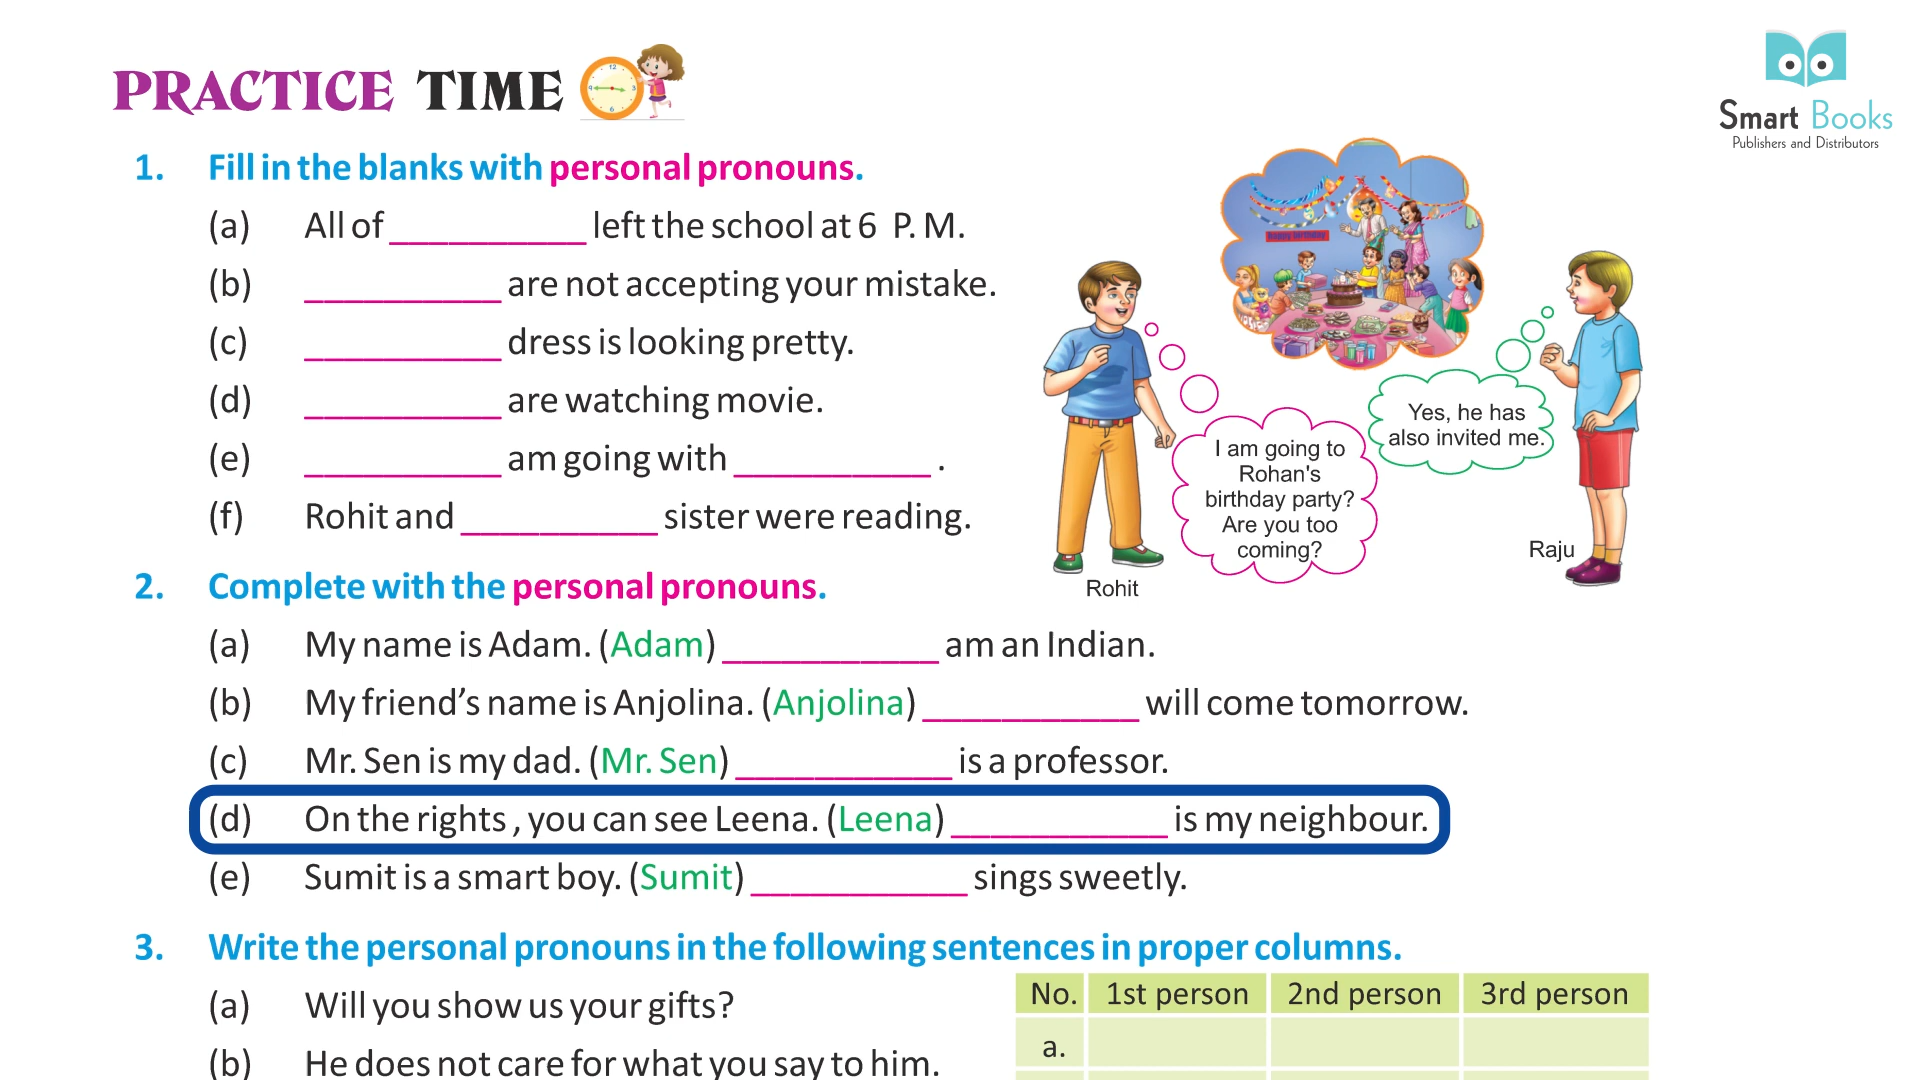 PRACTICE TIME
Smart Books
Publishers and Distributors
1. Fill in the blanks with personal pronouns.
(a) All of __________ left the school at 6 P. M.
(b) __________ are not accepting your mistake.
(c) __________ dress is looking pretty.
(d) __________ are watching movie.
(e) __________ am going with __________ .
(f) Rohit and __________ sister were reading.
Happy Birthday
I am going to
Rohan's
birthday party?
Are you too
coming?
Yes, he has
also invited me.
Rohit
Raju
2. Complete with the personal pronouns.
(a) My name is Adam. (Adam) ___________ am an Indian.
(b) My friend’s name is Anjolina. (Anjolina) ___________ will come tomorrow.
(c) Mr. Sen is my dad. (Mr. Sen) ___________ is a professor.
(d) On the rights , you can see Leena. (Leena) ___________ is my neighbour.
(e) Sumit is a smart boy. (Sumit) ___________ sings sweetly.
3. Write the personal pronouns in the following sentences in proper columns.
(a) Will you show us your gifts?
(b) He does not care for what you say to him.
No. 1st person 2nd person 3rd person
a.